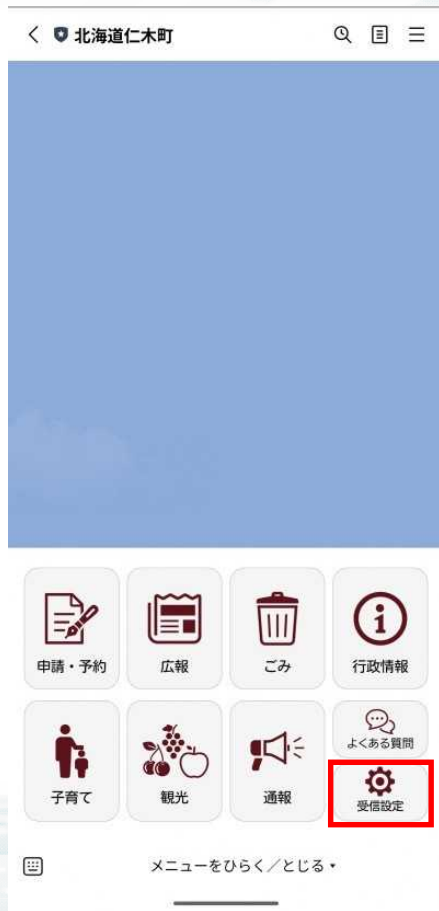 北海道仁木町
申請・予約
広報
ごみ
行政情報
よくある質問
子育て
観光
通報
受信設定
メニューをひらく／とじる